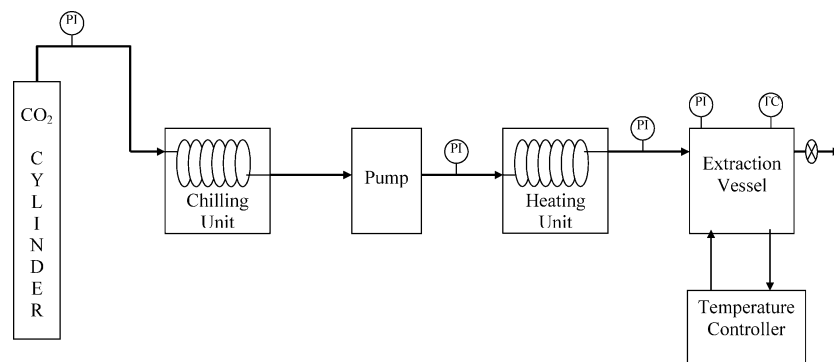 PI
CO₂
C
Y
L
I
N
D
E
R
Chilling
Unit
Pump
PI
Heating
Unit
PI
PI
TC
Extraction
Vessel
Temperature
Controller